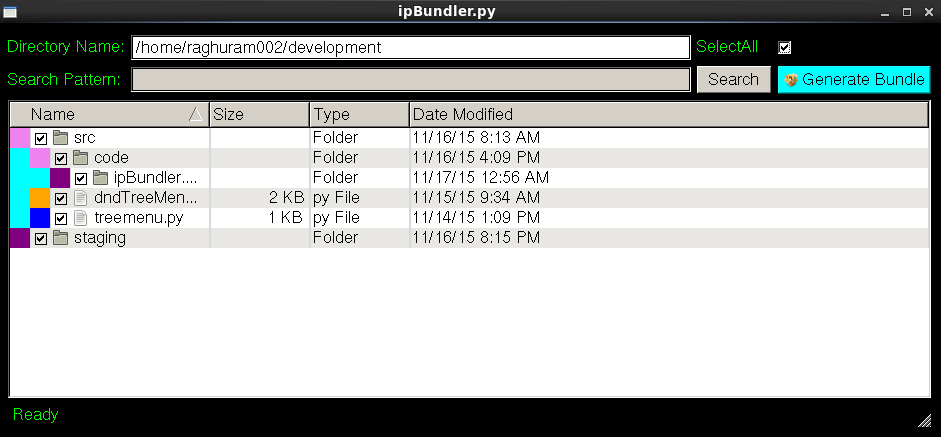 ipBundler.py
Directory Name: /home/raghuram002/development SelectAll
Search Pattern: Search Generate Bundle
Name Size Type Date Modified
src Folder 11/16/15 8:13 AM
code Folder 11/16/15 4:09 PM
ipBundler.... Folder 11/17/15 12:56 AM
dndTreeMen... 2 KB py File 11/15/15 9:34 AM
treemenu.py 1 KB py File 11/14/15 1:09 PM
staging Folder 11/16/15 8:15 PM
Ready